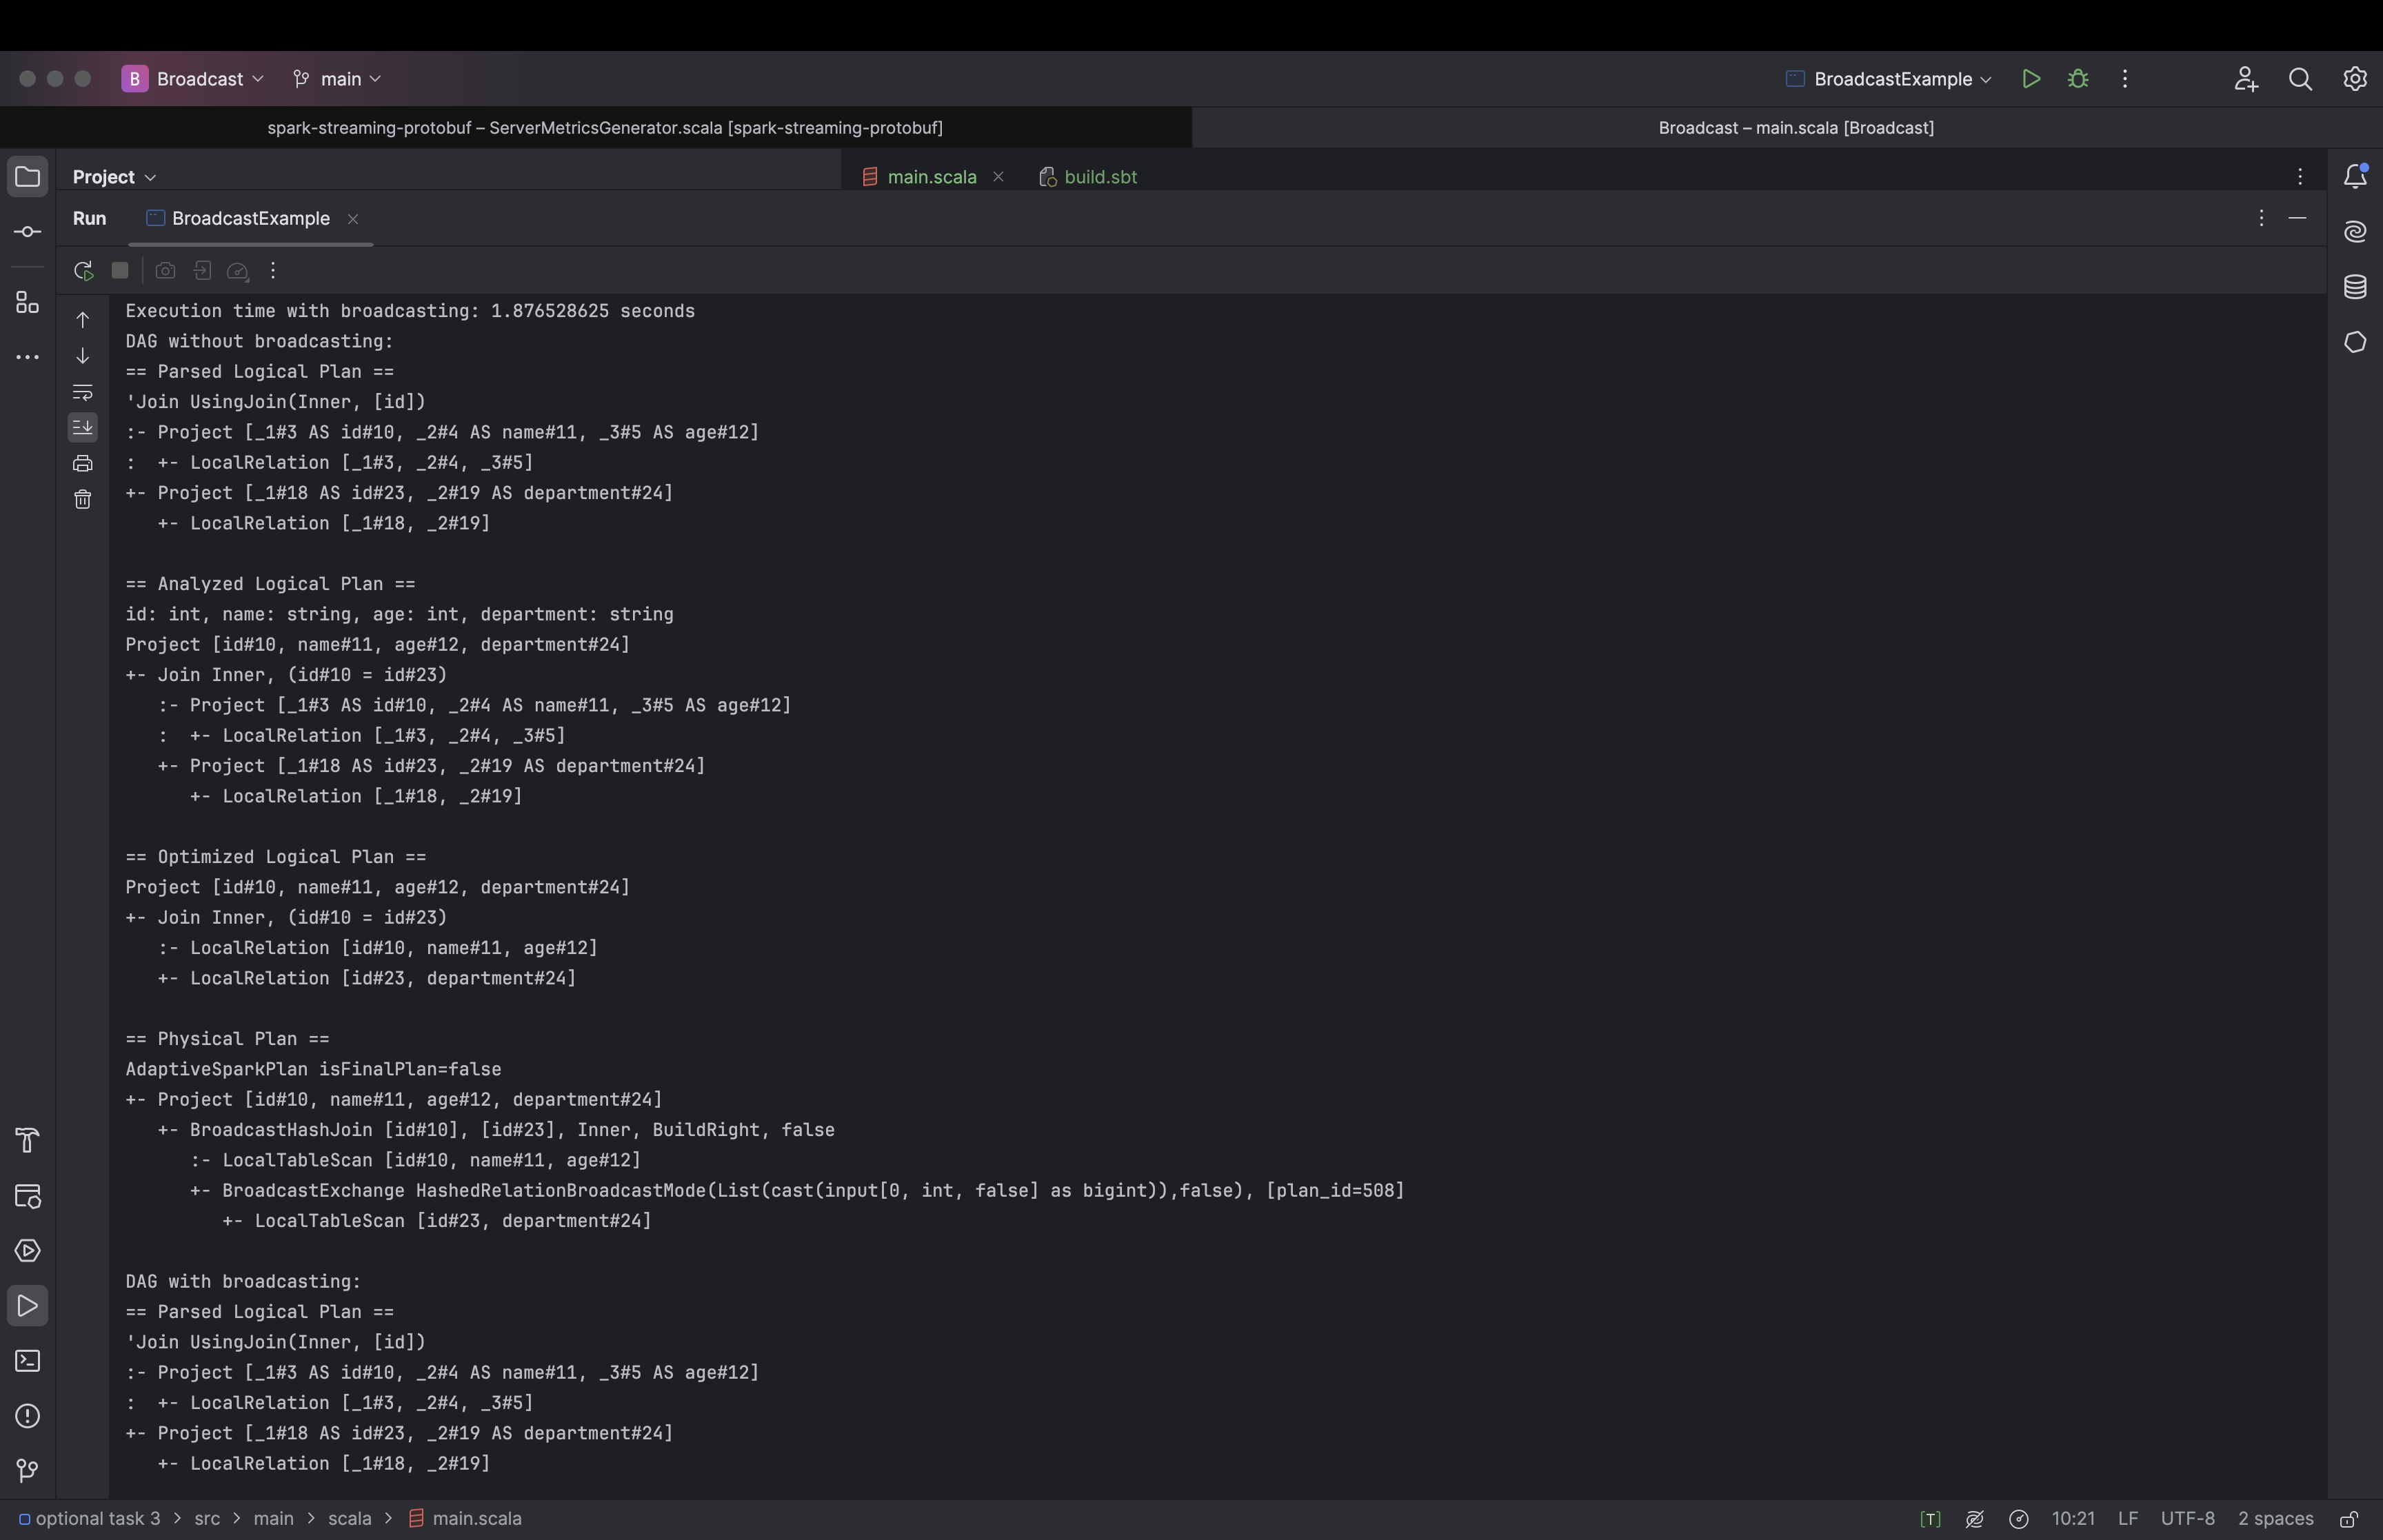 B Broadcast main BroadcastExample
spark-streaming-protobuf – ServerMetricsGenerator.scala [spark-streaming-protobuf] Broadcast – main.scala [Broadcast]
Project main.scala build.sbt
Run BroadcastExample
Execution time with broadcasting: 1.876528625 seconds
DAG without broadcasting:
== Parsed Logical Plan ==
'Join UsingJoin(Inner, [id])
:- Project [_1#3 AS id#10, _2#4 AS name#11, _3#5 AS age#12]
:  +- LocalRelation [_1#3, _2#4, _3#5]
+- Project [_1#18 AS id#23, _2#19 AS department#24]
   +- LocalRelation [_1#18, _2#19]
== Analyzed Logical Plan ==
id: int, name: string, age: int, department: string
Project [id#10, name#11, age#12, department#24]
+- Join Inner, (id#10 = id#23)
   :- Project [_1#3 AS id#10, _2#4 AS name#11, _3#5 AS age#12]
   :  +- LocalRelation [_1#3, _2#4, _3#5]
   +- Project [_1#18 AS id#23, _2#19 AS department#24]
      +- LocalRelation [_1#18, _2#19]
== Optimized Logical Plan ==
Project [id#10, name#11, age#12, department#24]
+- Join Inner, (id#10 = id#23)
   :- LocalRelation [id#10, name#11, age#12]
   +- LocalRelation [id#23, department#24]
== Physical Plan ==
AdaptiveSparkPlan isFinalPlan=false
+- Project [id#10, name#11, age#12, department#24]
   +- BroadcastHashJoin [id#10], [id#23], Inner, BuildRight, false
      :- LocalTableScan [id#10, name#11, age#12]
      +- BroadcastExchange HashedRelationBroadcastMode(List(cast(input[0, int, false] as bigint)),false), [plan_id=508]
         +- LocalTableScan [id#23, department#24]
DAG with broadcasting:
== Parsed Logical Plan ==
'Join UsingJoin(Inner, [id])
:- Project [_1#3 AS id#10, _2#4 AS name#11, _3#5 AS age#12]
:  +- LocalRelation [_1#3, _2#4, _3#5]
+- Project [_1#18 AS id#23, _2#19 AS department#24]
   +- LocalRelation [_1#18, _2#19]
optional task 3 > src > main > scala > main.scala [T] 10:21 LF UTF-8 2 spaces